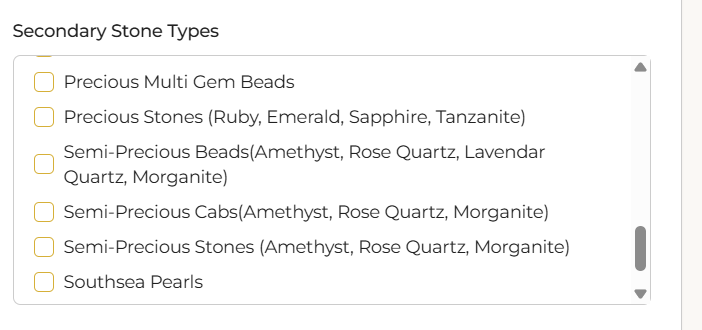 Secondary Stone Types
Precious Multi Gem Beads
Precious Stones (Ruby, Emerald, Sapphire, Tanzanite)
Semi-Precious Beads(Amethyst, Rose Quartz, Lavendar
Quartz, Morganite)
Semi-Precious Cabs(Amethyst, Rose Quartz, Morganite)
Semi-Precious Stones (Amethyst, Rose Quartz, Morganite)
Southsea Pearls